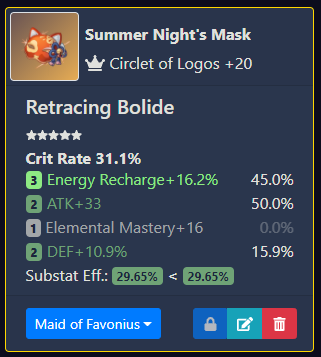 Summer Night's Mask
Circlet of Logos +20
Retracing Bolide
Crit Rate 31.1%
3 Energy Recharge+16.2% 45.0%
2 ATK+33 50.0%
1 Elemental Mastery+16 0.0%
2 DEF+10.9% 15.9%
Substat Eff.: 29.65% < 29.65%
Maid of Favonius